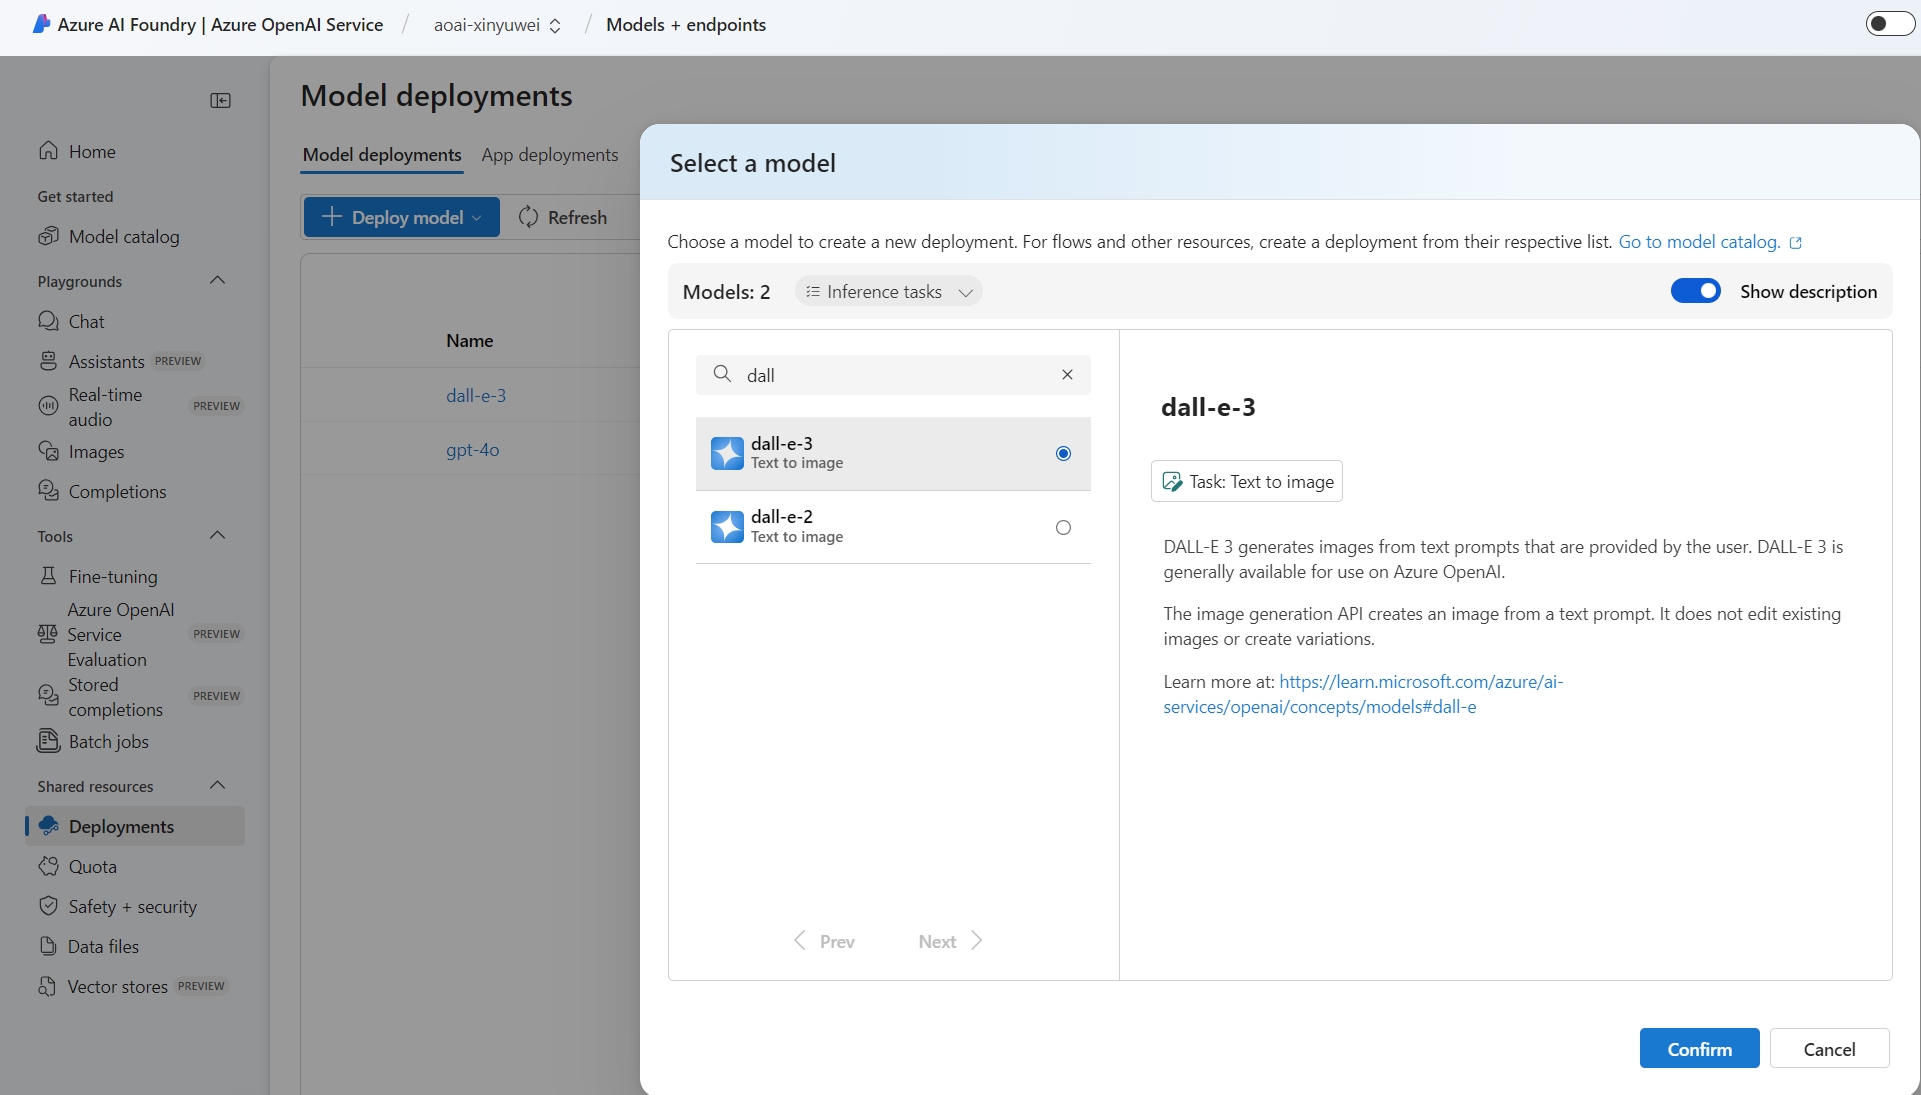 Azure AI Foundry | Azure OpenAI Service / aoai-xinyuwei / Models + endpoints
Home
Get started
Model catalog
Playgrounds
Chat
Assistants PREVIEW
Real-time
audio
PREVIEW
Images
Completions
Tools
Fine-tuning
Azure OpenAI
Service
Evaluation
PREVIEW
Stored
completions
PREVIEW
Batch jobs
Shared resources
Deployments
Quota
Safety + security
Data files
Vector stores PREVIEW
Model deployments
Model deployments App deployments
Deploy model Refresh
Name
dall-e-3
gpt-4o
Select a model
Choose a model to create a new deployment. For flows and other resources, create a deployment from their respective list. Go to model catalog.
Models: 2 Inference tasks Show description
dall
dall-e-3
Text to image
dall-e-2
Text to image
Prev Next
dall-e-3
Task: Text to image
DALL-E 3 generates images from text prompts that are provided by the user. DALL-E 3 is
generally available for use on Azure OpenAI.
The image generation API creates an image from a text prompt. It does not edit existing
images or create variations.
Learn more at: https://learn.microsoft.com/azure/ai-
services/openai/concepts/models#dall-e
Confirm Cancel